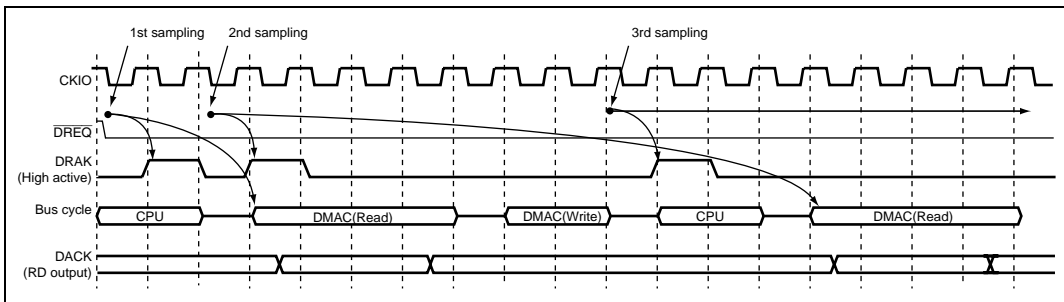 1st sampling 2nd sampling 3rd sampling
CKIO
DREQ
DRAK
(High active)
Bus cycle CPU DMAC(Read) DMAC(Write) CPU DMAC(Read)
DACK
(RD output)